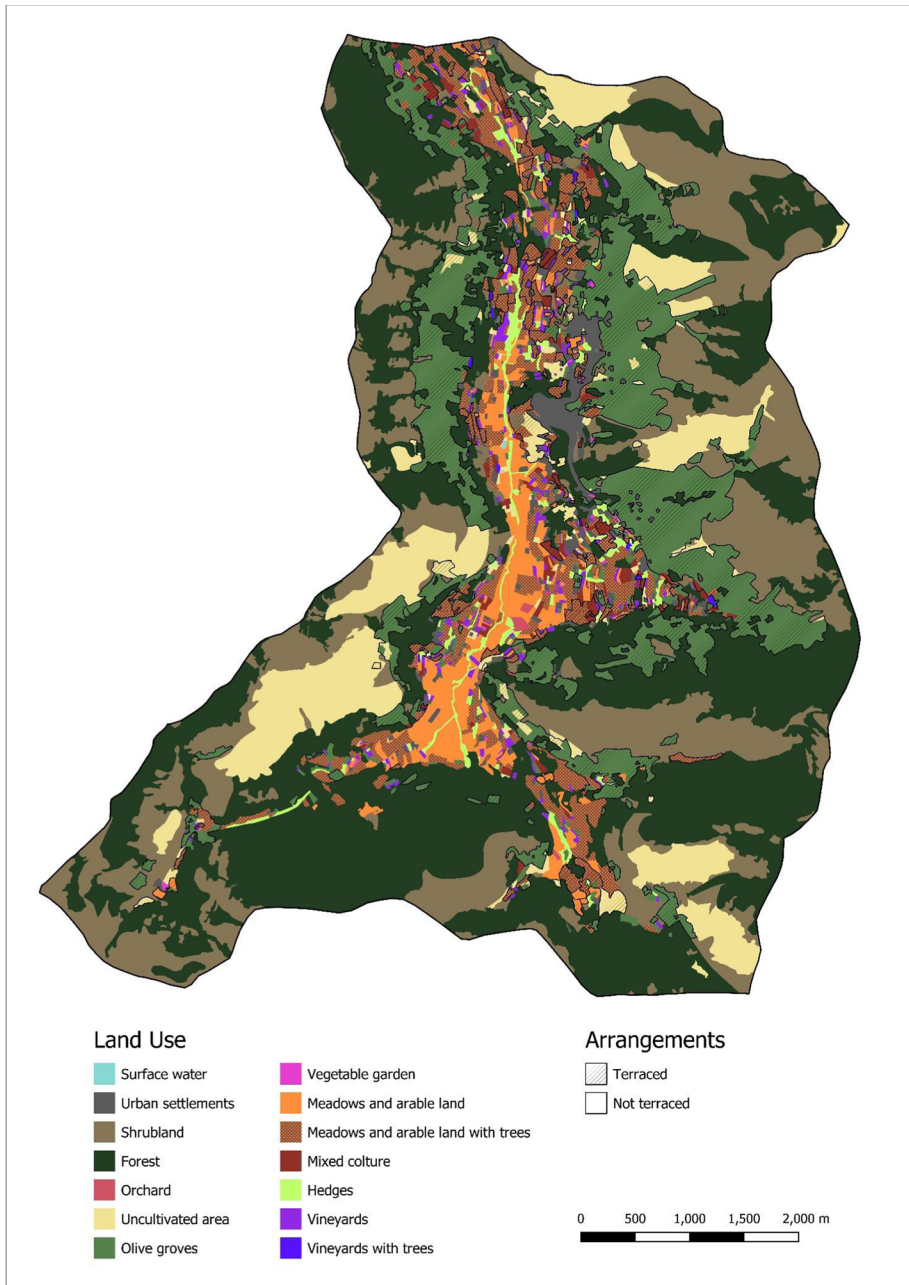 Land Use
Surface water
Urban settlements
Shrubland
Forest
Orchard
Uncultivated area
Olive groves
Vegetable garden
Meadows and arable land
Meadows and arable land with trees
Mixed colture
Hedges
Vineyards
Vineyards with trees
Arrangements
Terraced
Not terraced
0 500 1,000 1,500 2,000 m